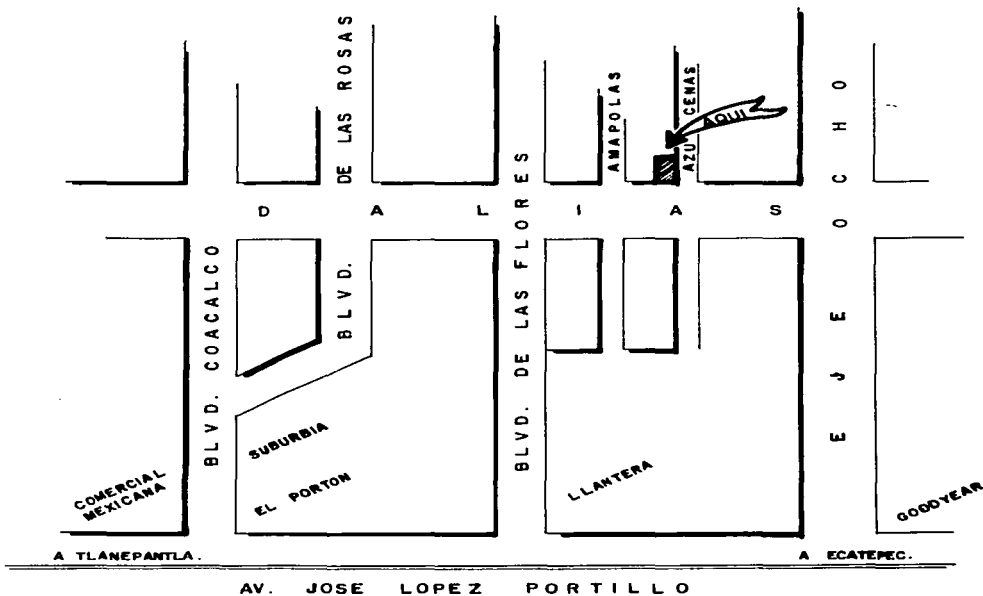 BLVD. DE LAS ROSAS
AMAPOLAS
AZUCENAS
AQUI
DALIAS
BLVD. COACALCO
BLVD. DE LAS FLORES
EJE OCHO
SUBURBIA
EL PORTON
LLANTERA
COMERCIAL
MEXICANA
GOODYEAR
A TLANEPANTLA.
A ECATEPEC.
AV. JOSE LOPEZ PORTILLO